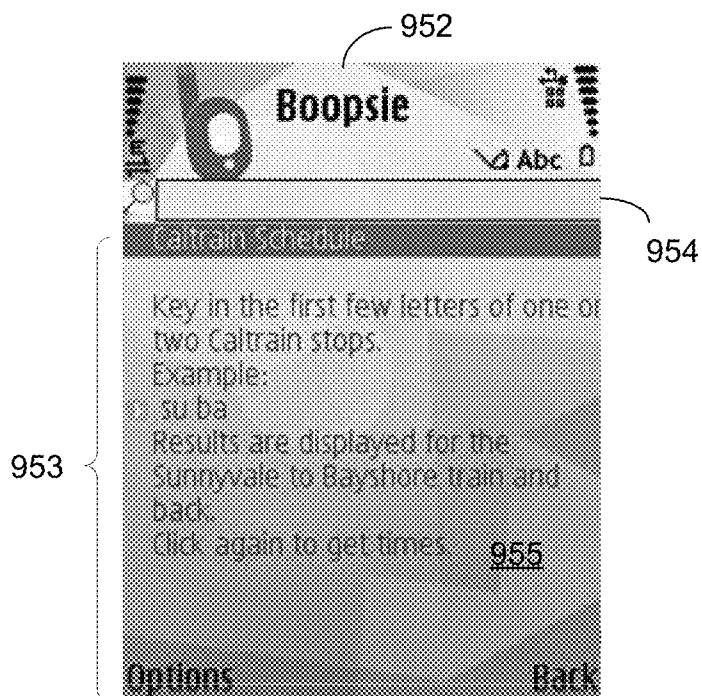 952
Boopsie
Abc
954
Caltrain Schedule
Key in the first few letters of one or
two Caltrain stops.
Example:
su ba
Results are displayed for the
Sunnyvale to Bayshore train and
back.
Click again to get times.
953
955
Options Back